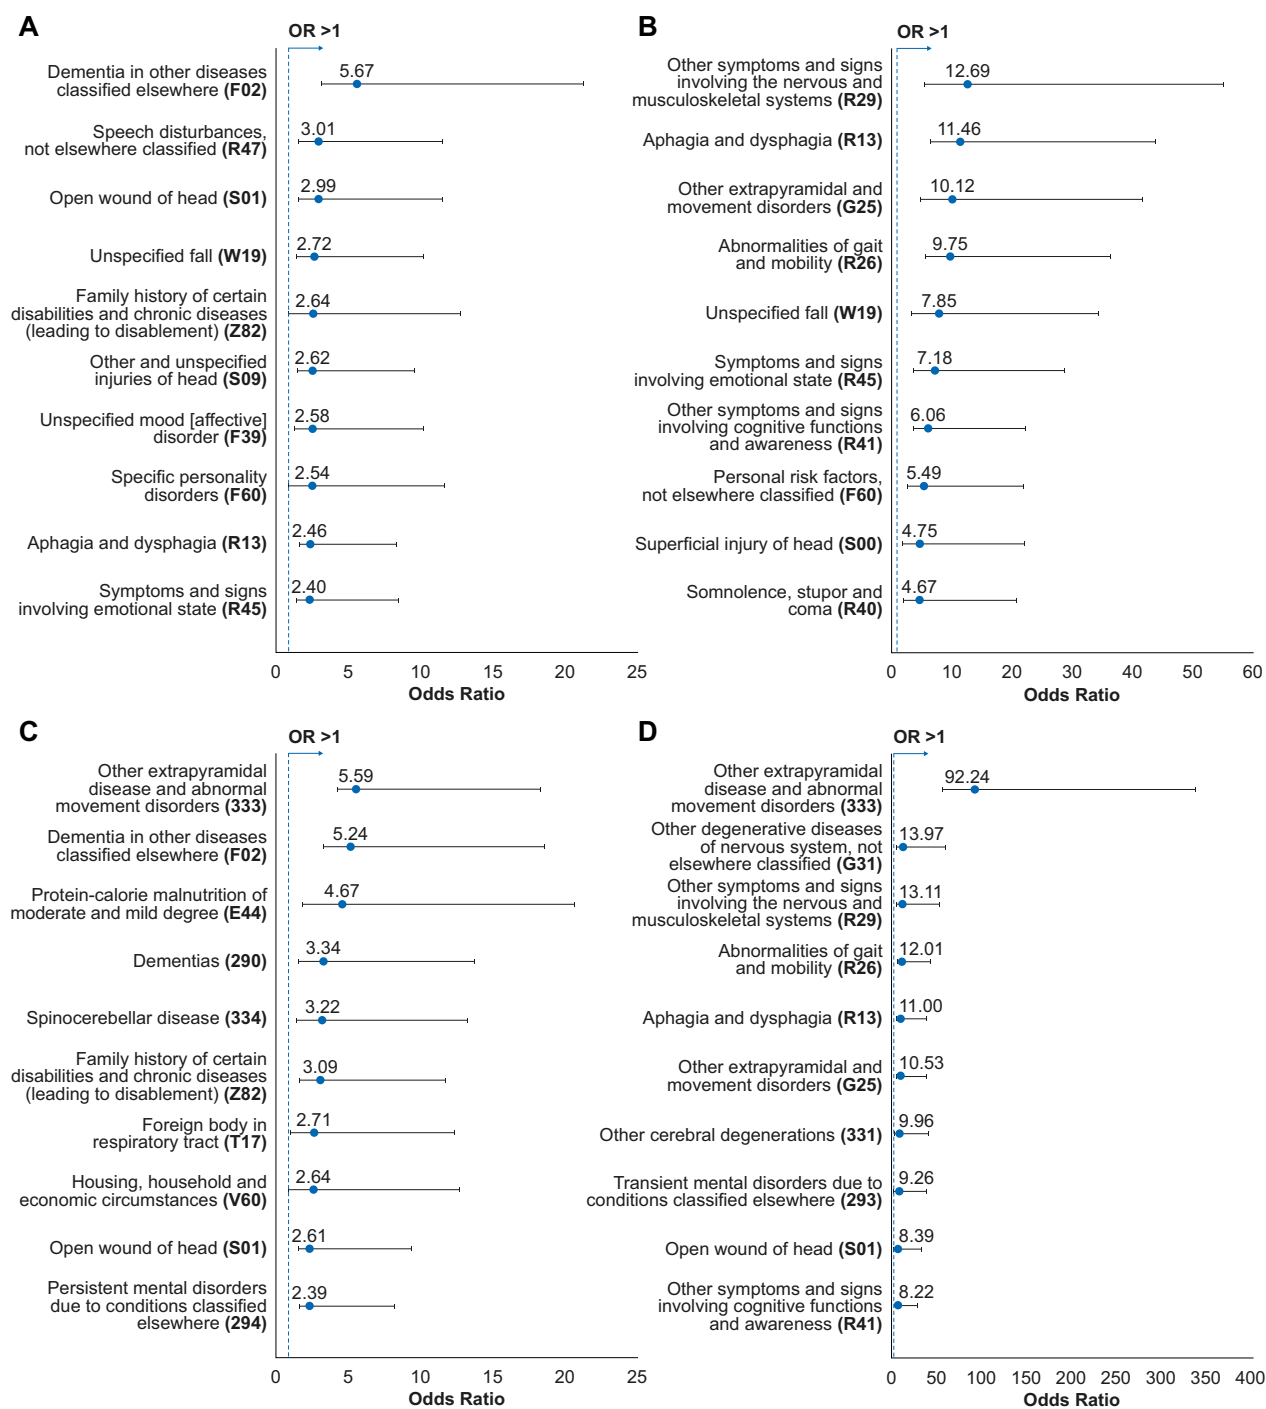 A
OR >1
Dementia in other diseases
classified elsewhere (F02)
5.67
Speech disturbances,
not elsewhere classified (R47)
3.01
Open wound of head (S01)
2.99
Unspecified fall (W19)
2.72
Family history of certain
disabilities and chronic diseases
(leading to disablement) (Z82)
2.64
Other and unspecified
injuries of head (S09)
2.62
Unspecified mood [affective]
disorder (F39)
2.58
Specific personality
disorders (F60)
2.54
Aphagia and dysphagia (R13)
2.46
Symptoms and signs
involving emotional state (R45)
2.40
0 5 10 15 20 25
Odds Ratio
B
OR >1
Other symptoms and signs
involving the nervous and
musculoskeletal systems (R29)
12.69
Aphagia and dysphagia (R13)
11.46
Other extrapyramidal and
movement disorders (G25)
10.12
Abnormalities of gait
and mobility (R26)
9.75
Unspecified fall (W19)
7.85
Symptoms and signs
involving emotional state (R45)
7.18
Other symptoms and signs
involving cognitive functions
and awareness (R41)
6.06
Personal risk factors,
not elsewhere classified (F60)
5.49
Superficial injury of head (S00)
4.75
Somnolence, stupor and
coma (R40)
4.67
0 10 20 30 40 50 60
Odds Ratio
C
OR >1
Other extrapyramidal
disease and abnormal
movement disorders (333)
5.59
Dementia in other diseases
classified elsewhere (F02)
5.24
Protein-calorie malnutrition of
moderate and mild degree (E44)
4.67
Dementias (290)
3.34
Spinocerebellar disease (334)
3.22
Family history of certain
disabilities and chronic diseases
(leading to disablement) (Z82)
3.09
Foreign body in
respiratory tract (T17)
2.71
Housing, household and
economic circumstances (V60)
2.64
Open wound of head (S01)
2.61
Persistent mental disorders
due to conditions classified
elsewhere (294)
2.39
0 5 10 15 20 25
Odds Ratio
D
OR >1
Other extrapyramidal
disease and abnormal
movement disorders (333)
92.24
Other degenerative diseases
of nervous system, not
elsewhere classified (G31)
13.97
Other symptoms and signs
involving the nervous and
musculoskeletal systems (R29)
13.11
Abnormalities of gait
and mobility (R26)
12.01
Aphagia and dysphagia (R13)
11.00
Other extrapyramidal and
movement disorders (G25)
10.53
Other cerebral degenerations (331)
9.96
Transient mental disorders due to
conditions classified elsewhere (293)
9.26
Open wound of head (S01)
8.39
Other symptoms and signs
involving cognitive functions
and awareness (R41)
8.22
0 50 100 150 200 250 300 350 400
Odds Ratio